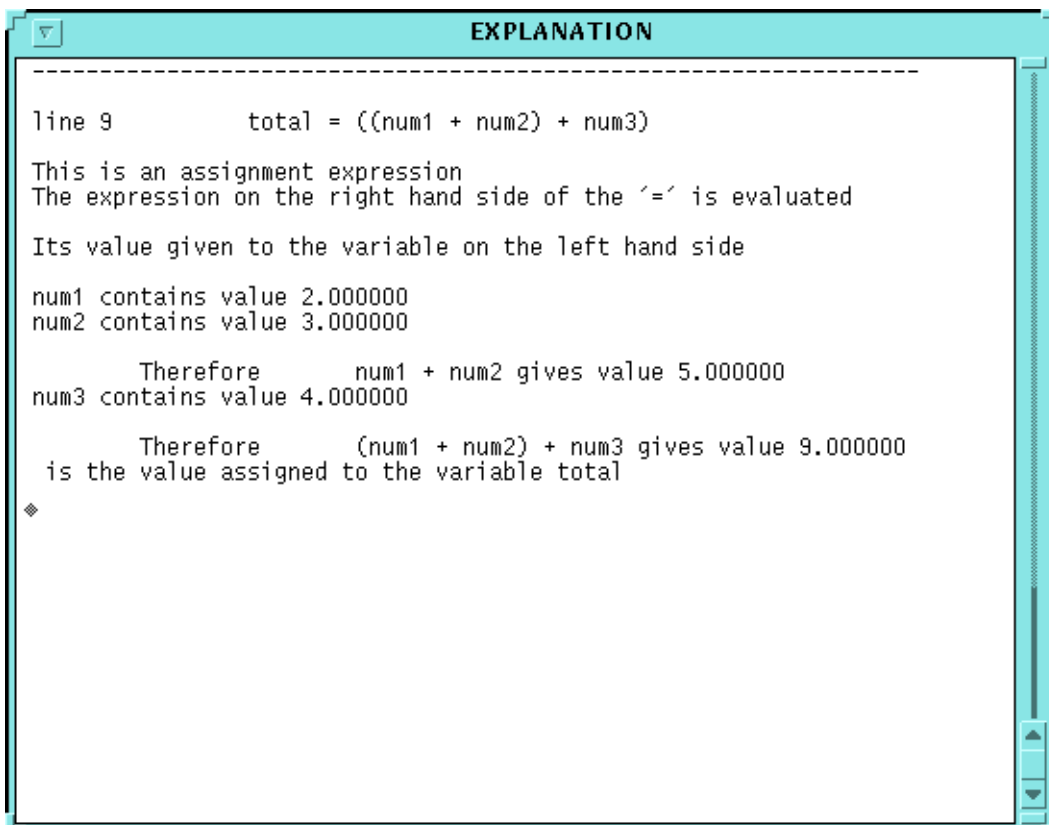 EXPLANATION
------------------------------------------------------------------
line 9          total = ((num1 + num2) + num3)
This is an assignment expression
The expression on the right hand side of the ´=´ is evaluated
Its value given to the variable on the left hand side
num1 contains value 2.000000
num2 contains value 3.000000
        Therefore       num1 + num2 gives value 5.000000
num3 contains value 4.000000
        Therefore       (num1 + num2) + num3 gives value 9.000000
 is the value assigned to the variable total